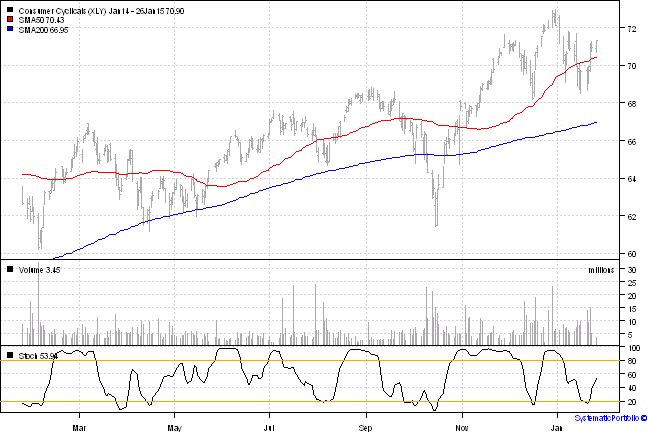 Consumer Cyclicals (XLY) Jan 14 - 26Jan15 70.90
SMA50 70.43
SMA200 66.95
72
70
68
66
64
62
60
Volume 3.45
millions
30
25
20
15
10
5
Stoch 53.94
100
80
60
40
20
Mar May Jul Sep Nov Jan
SystematicPortfolio ©